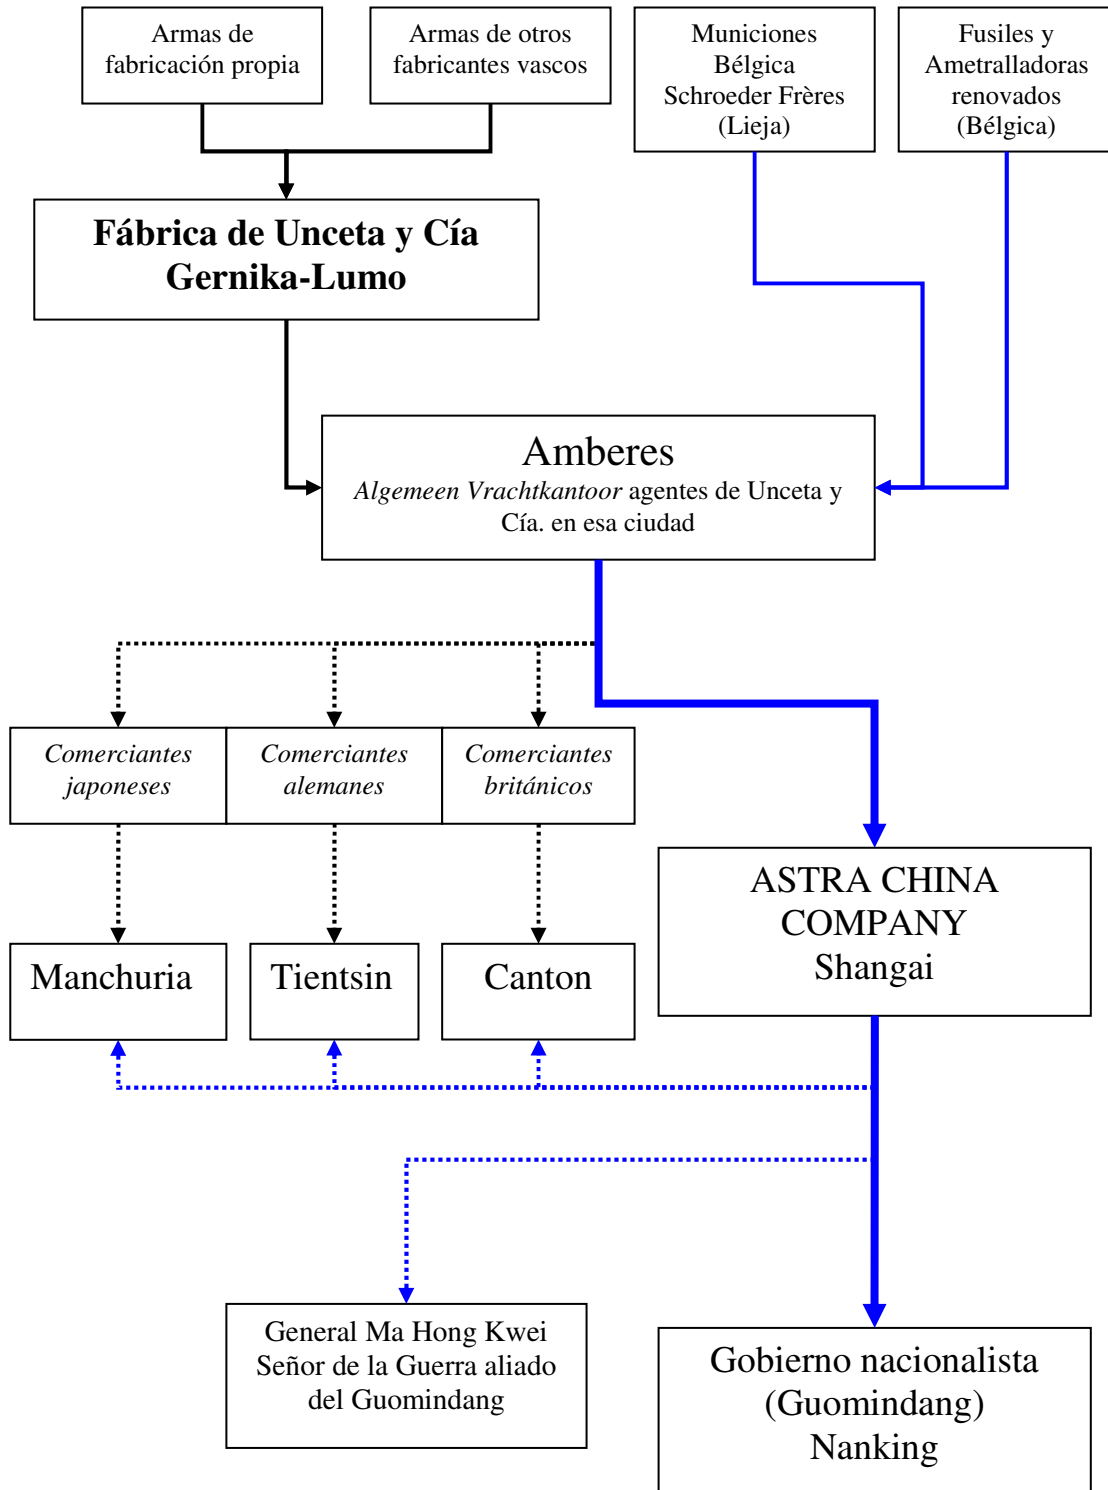 Armas de
fabricación propia
Armas de otros
fabricantes vascos
Municiones
Bélgica
Schroeder Frères
(Lieja)
Fusiles y
Ametralladoras
renovados
(Bélgica)
Fábrica de Unceta y Cía
Gernika-Lumo
Amberes
Algemeen Vrachtkantoor agentes de Unceta y
Cía. en esa ciudad
Comerciantes
japoneses
Comerciantes
alemanes
Comerciantes
británicos
ASTRA CHINA
COMPANY
Shangai
Manchuria
Tientsin
Canton
General Ma Hong Kwei
Señor de la Guerra aliado
del Guomindang
Gobierno nacionalista
(Guomindang)
Nanking